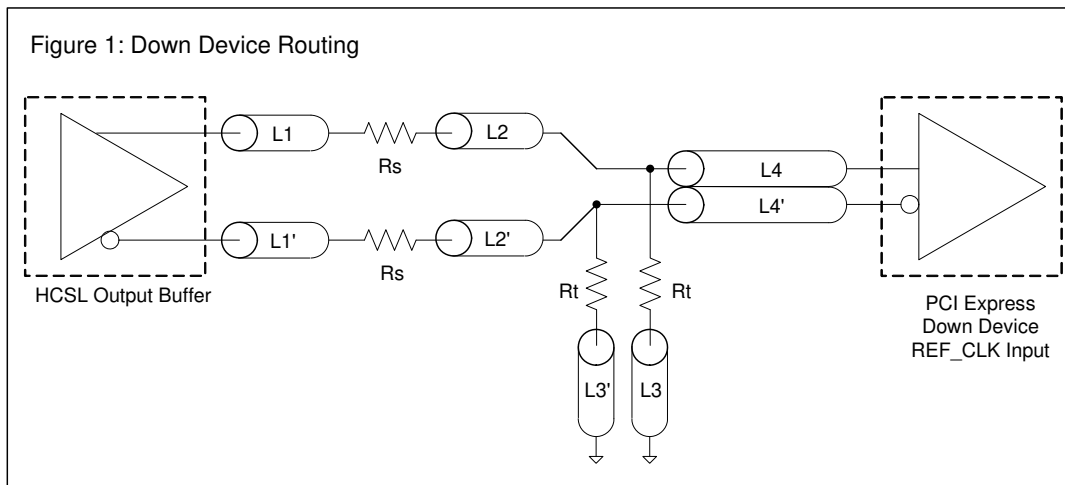 Figure 1: Down Device Routing
L1
Rs
L2
L4
L4'
L1'
Rs
L2'
HCSL Output Buffer
Rt
Rt
PCI Express
Down Device
REF_CLK Input
L3'
L3